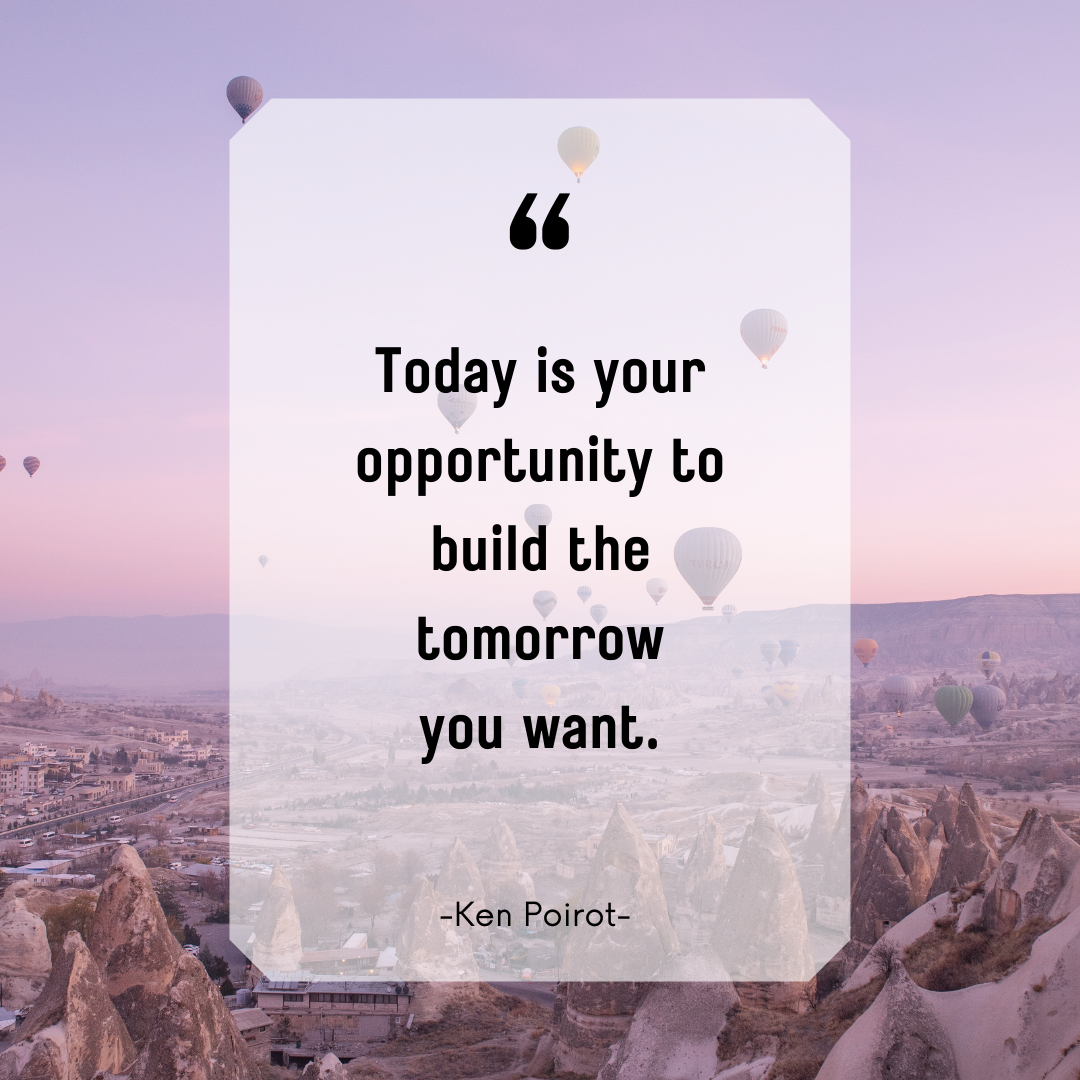 “
Today is your
opportunity to
build the
tomorrow
you want.
-Ken Poirot-